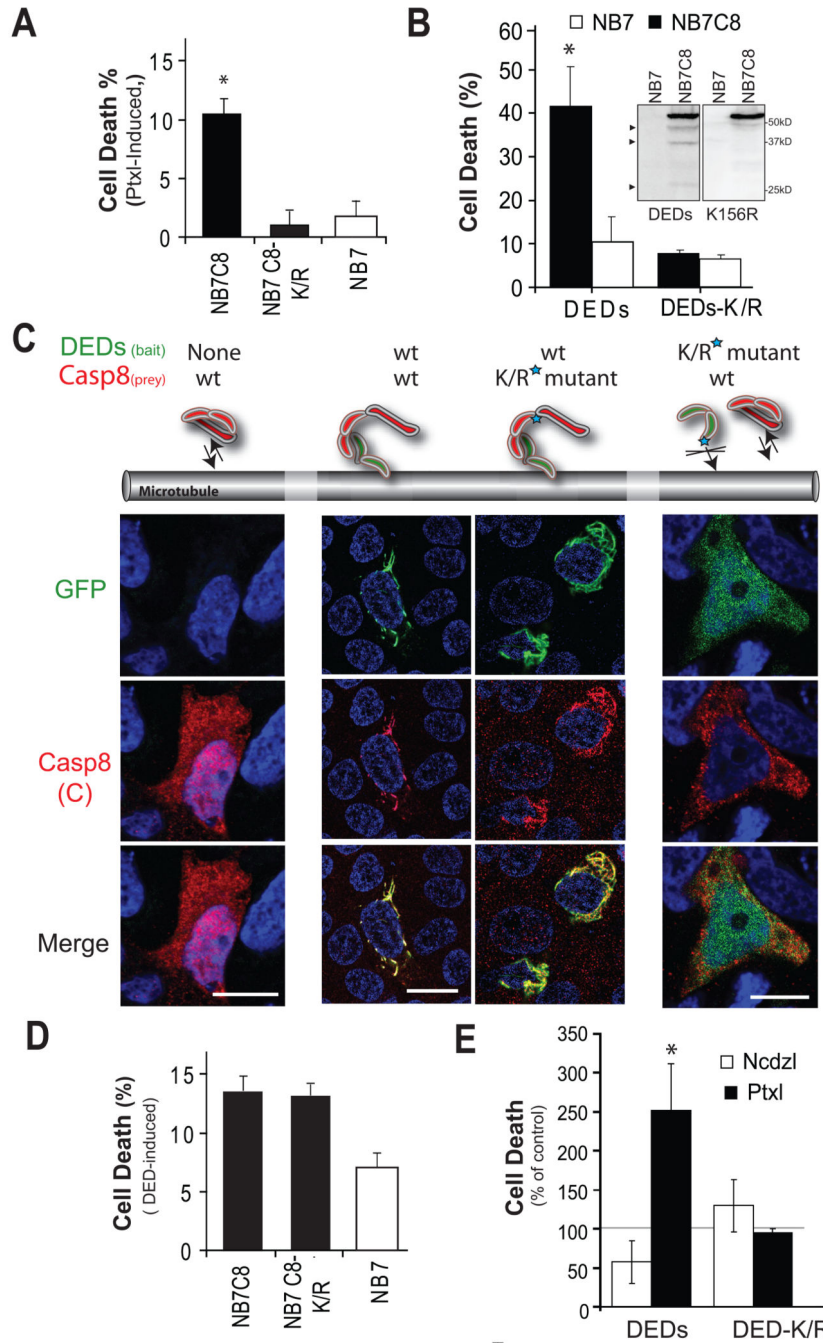 A
Cell Death %
(Ptxl-Induced,)
15
10
5
0
*
NB7C8
NB7 C8-
K/R
NB7
B
NB7 NB7C8
Cell Death (%)
60
50
40
30
20
10
0
*
NB7
NB7C8
NB7
NB7C8
-50kD
-37kD
-25kD
DEDs K156R
DEDs DEDs-K/R
C
DEDs (bait) None wt wt K/R mutant
Casp8(prey) wt wt K/R mutant wt
Microtubule
GFP
Casp8
(C)
Merge
D
Cell Death (%)
( DED-induced)
15
10
5
0
NB7C8
NB7 C8-
K/R
NB7
E
Cell Death
(% of control)
350
300
250
200
150
100
50
0
*
Ncdzl
Ptxl
DEDs DED-K/R